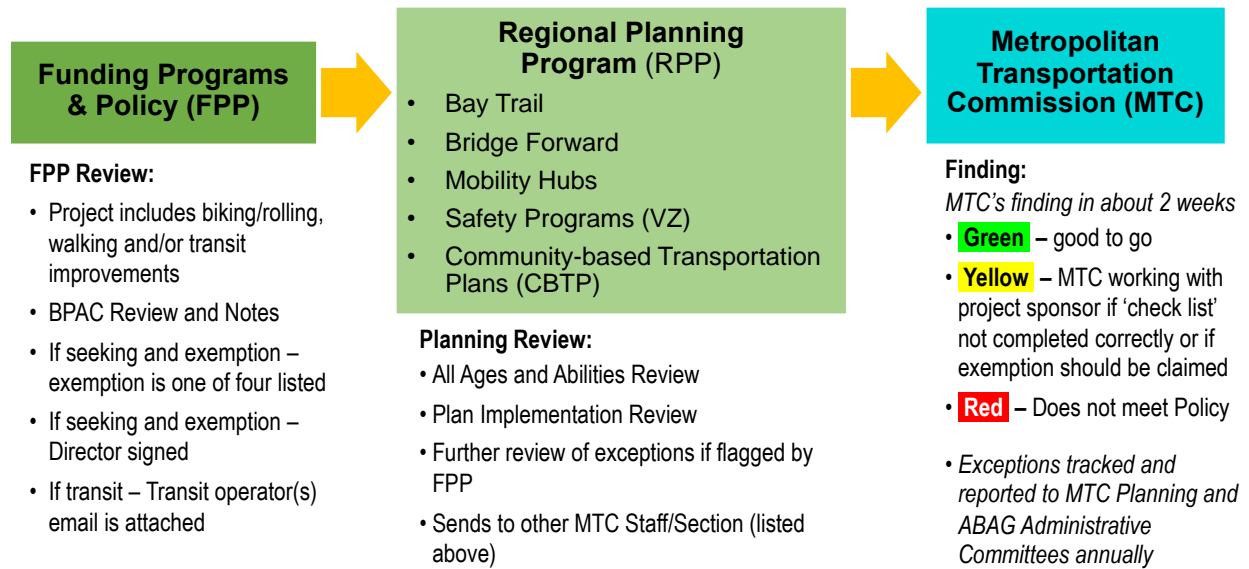 Funding Programs
& Policy (FPP)
FPP Review:
• Project includes biking/rolling,
walking and/or transit
improvements
• BPAC Review and Notes
• If seeking and exemption –
exemption is one of four listed
• If seeking and exemption –
Director signed
• If transit – Transit operator(s)
email is attached
Regional Planning
Program (RPP)
• Bay Trail
• Bridge Forward
• Mobility Hubs
• Safety Programs (VZ)
• Community-based Transportation
Plans (CBTP)
Planning Review:
• All Ages and Abilities Review
• Plan Implementation Review
• Further review of exceptions if flagged by
FPP
• Sends to other MTC Staff/Section (listed
above)
Metropolitan
Transportation
Commission (MTC)
Finding:
MTC's finding in about 2 weeks
• Green – good to go
• Yellow – MTC working with
project sponsor if ‘check list’
not completed correctly or if
exemption should be claimed
• Red – Does not meet Policy
• Exceptions tracked and
reported to MTC Planning and
ABAG Administrative
Committees annually